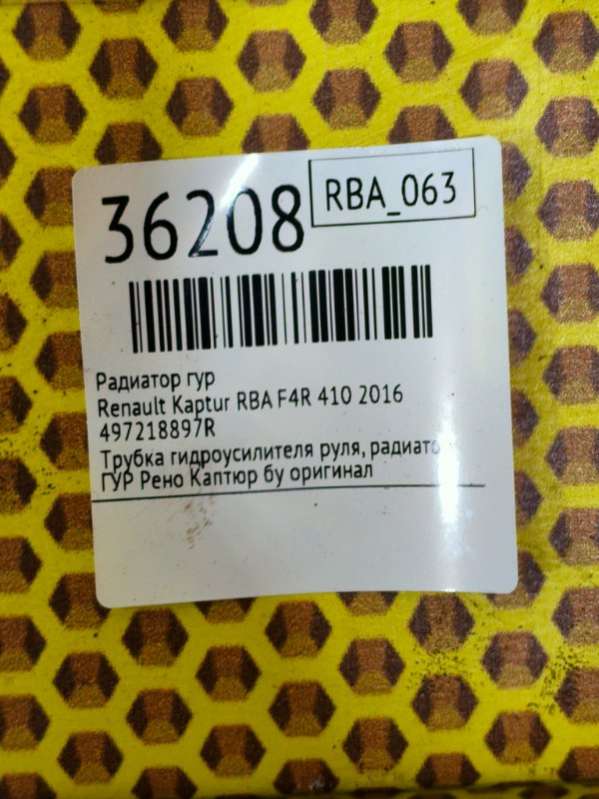 36208
RBA_063
Радиатор гур
Renault Kaptur RBA F4R 410 2016
497218897R
Трубка гидроусилителя руля,
ГУР Рено Каптюр бу оригинал